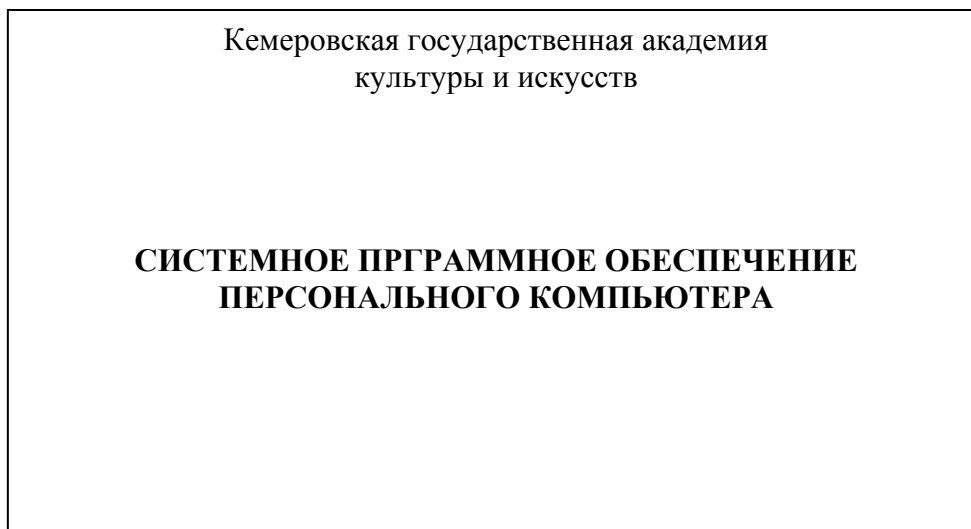 Кемеровская государственная академия
культуры и искусств
СИСТЕМНОЕ ПРГРАММНОЕ ОБЕСПЕЧЕНИЕ
ПЕРСОНАЛЬНОГО КОМПЬЮТЕРА